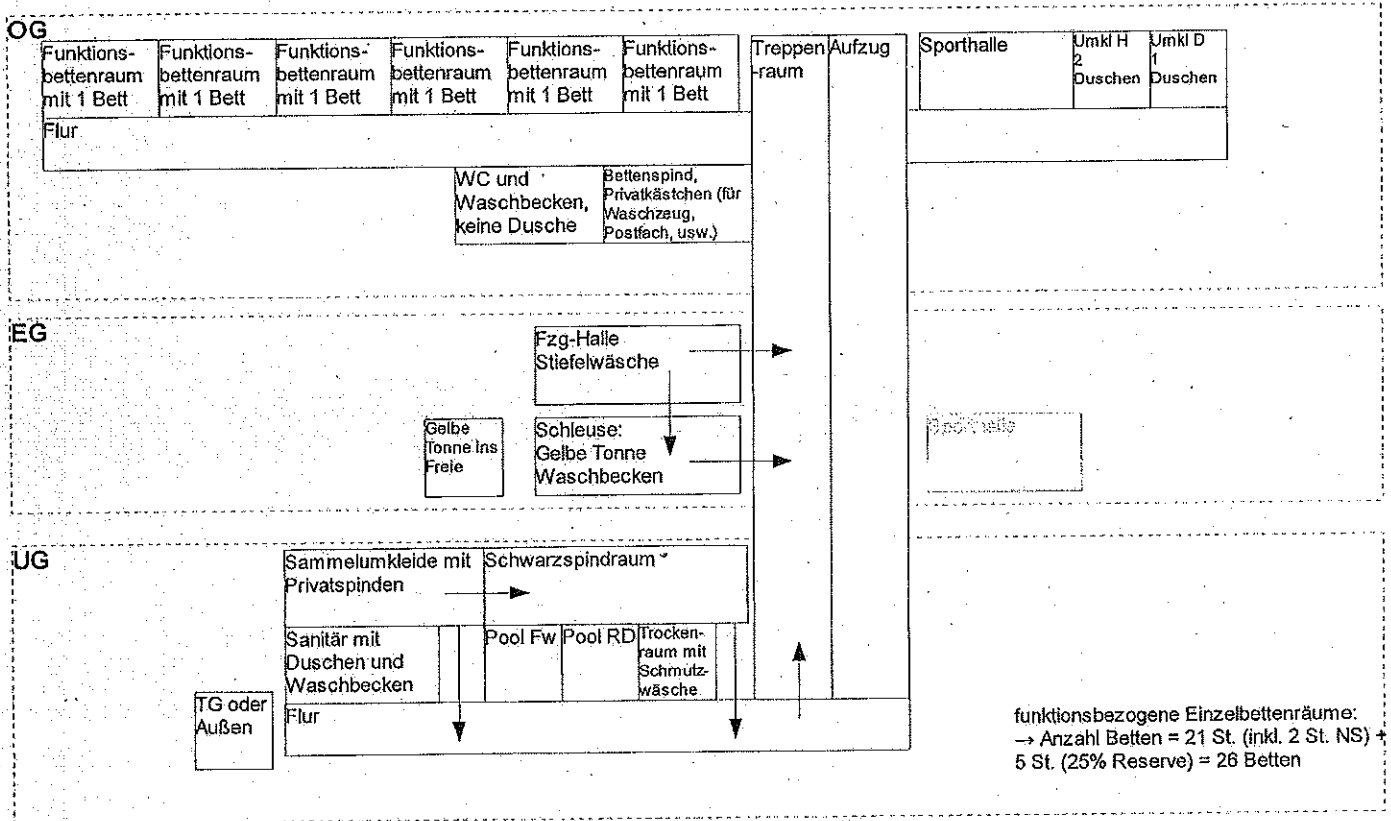 OG
Funktions-
bettenraum
mit 1 Bett
Funktions-
bettenraum
mit 1 Bett
Funktions-
bettenraum
mit 1 Bett
Funktions-
bettenraum
mit 1 Bett
Funktions-
bettenraum
mit 1 Bett
Funktions-
bettenraum
mit 1 Bett
Treppen
-raum
Aufzug
Sporthalle
Umkl H
2
Duschen
Umkl D
1
Duschen
Flur
WC und
Waschbecken,
keine Dusche
Bettenspind,
Privatkästchen (für
Waschzeug,
Postfach, usw.)
EG
Fzg-Halle
Stiefelwäsche
Gelbe
Tonne ins
Freie
Schleuse:
Gelbe Tonne
Waschbecken
Sporthalle
UG
Sammelumkleide mit
Privatspinden
Schwarzspindraum
Sanitär mit
Duschen und
Waschbecken
Pool Fw
Pool RD
Trocken-
raum mit
Schmutz-
wäsche
TG oder
Außen
Flur
funktionsbezogene Einzelbettenräume:
→ Anzahl Betten = 21 St. (inkl. 2 St. NS) +
5 St. (25% Reserve) = 26 Betten